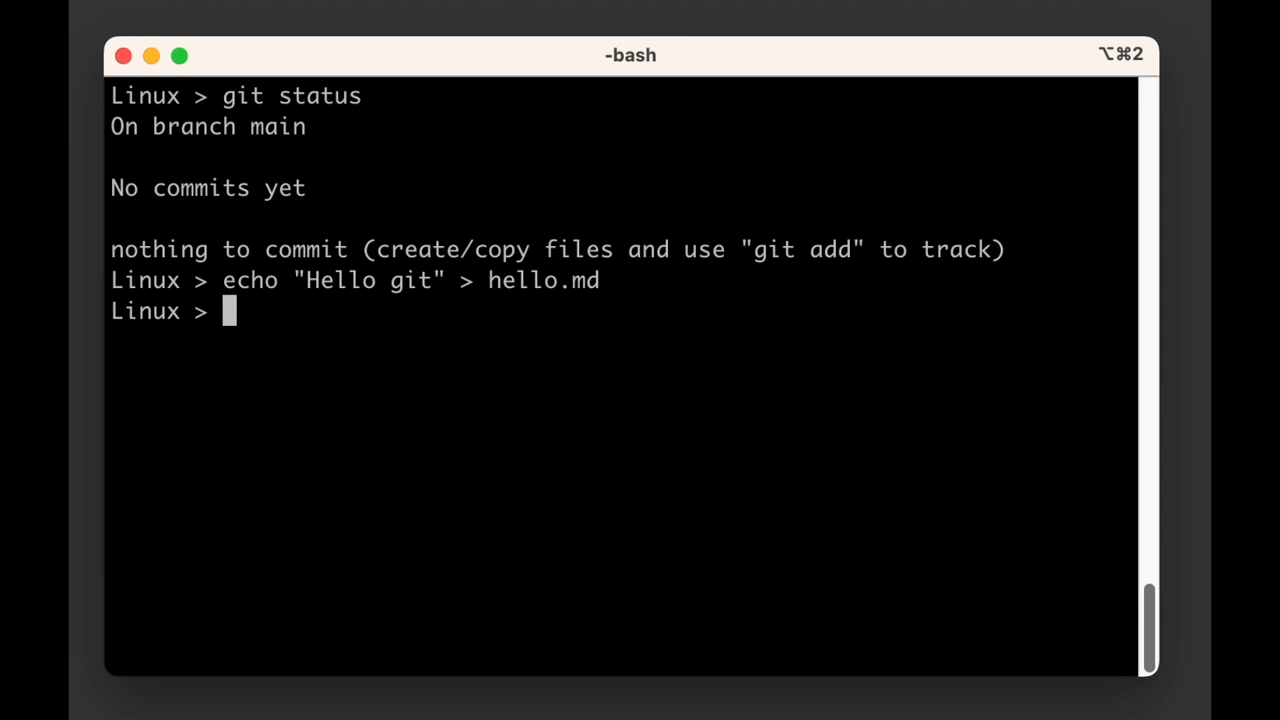 -bash
⌥⌘2
Linux > git status
On branch main
No commits yet
nothing to commit (create/copy files and use "git add" to track)
Linux > echo "Hello git" > hello.md
Linux >